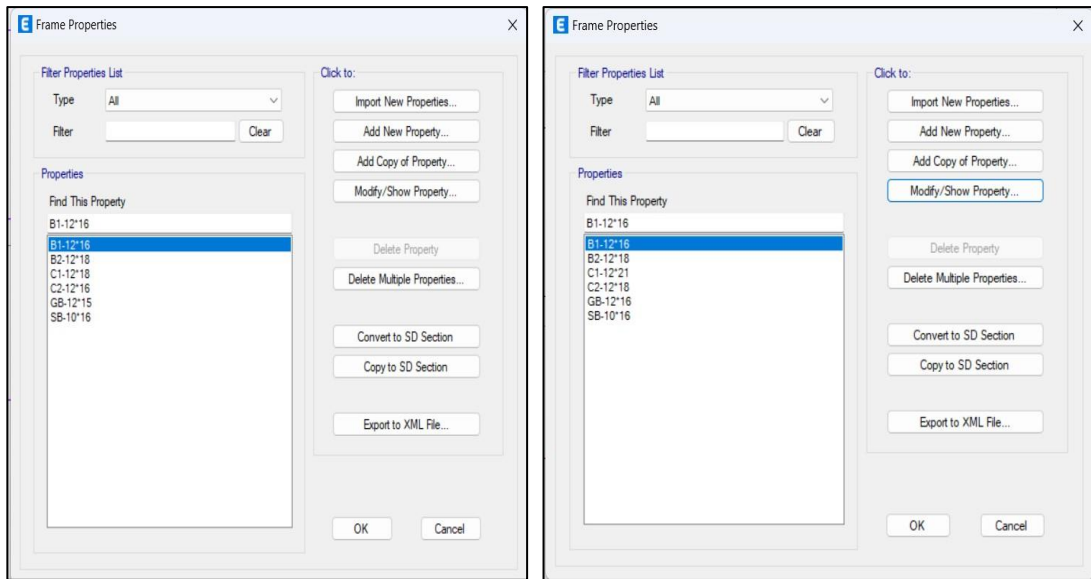 E Frame Properties X
Filter Properties List
Type All
Filter Clear
Properties
Find This Property
B1-12*16
B1-12*16
B2-12*18
C1-12*18
C2-12*16
GB-12*15
SB-10*16
Click to:
Import New Properties...
Add New Property...
Add Copy of Property...
Modify/Show Property...
Delete Property
Delete Multiple Properties...
Convert to SD Section
Copy to SD Section
Export to XML File...
OK Cancel
E Frame Properties X
Filter Properties List
Type All
Filter Clear
Properties
Find This Property
B1-12*16
B1-12*16
B2-12*18
C1-12*21
C2-12*18
GB-12*16
SB-10*16
Click to:
Import New Properties...
Add New Property...
Add Copy of Property...
Modify/Show Property...
Delete Property
Delete Multiple Properties...
Convert to SD Section
Copy to SD Section
Export to XML File...
OK Cancel